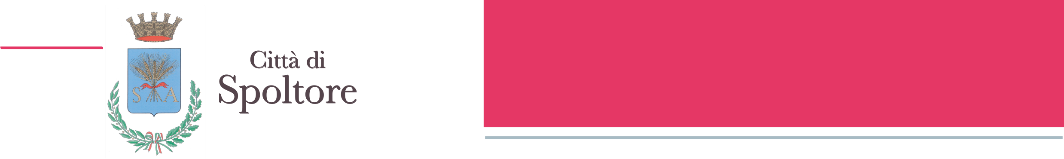 Città di
Spoltore
S A